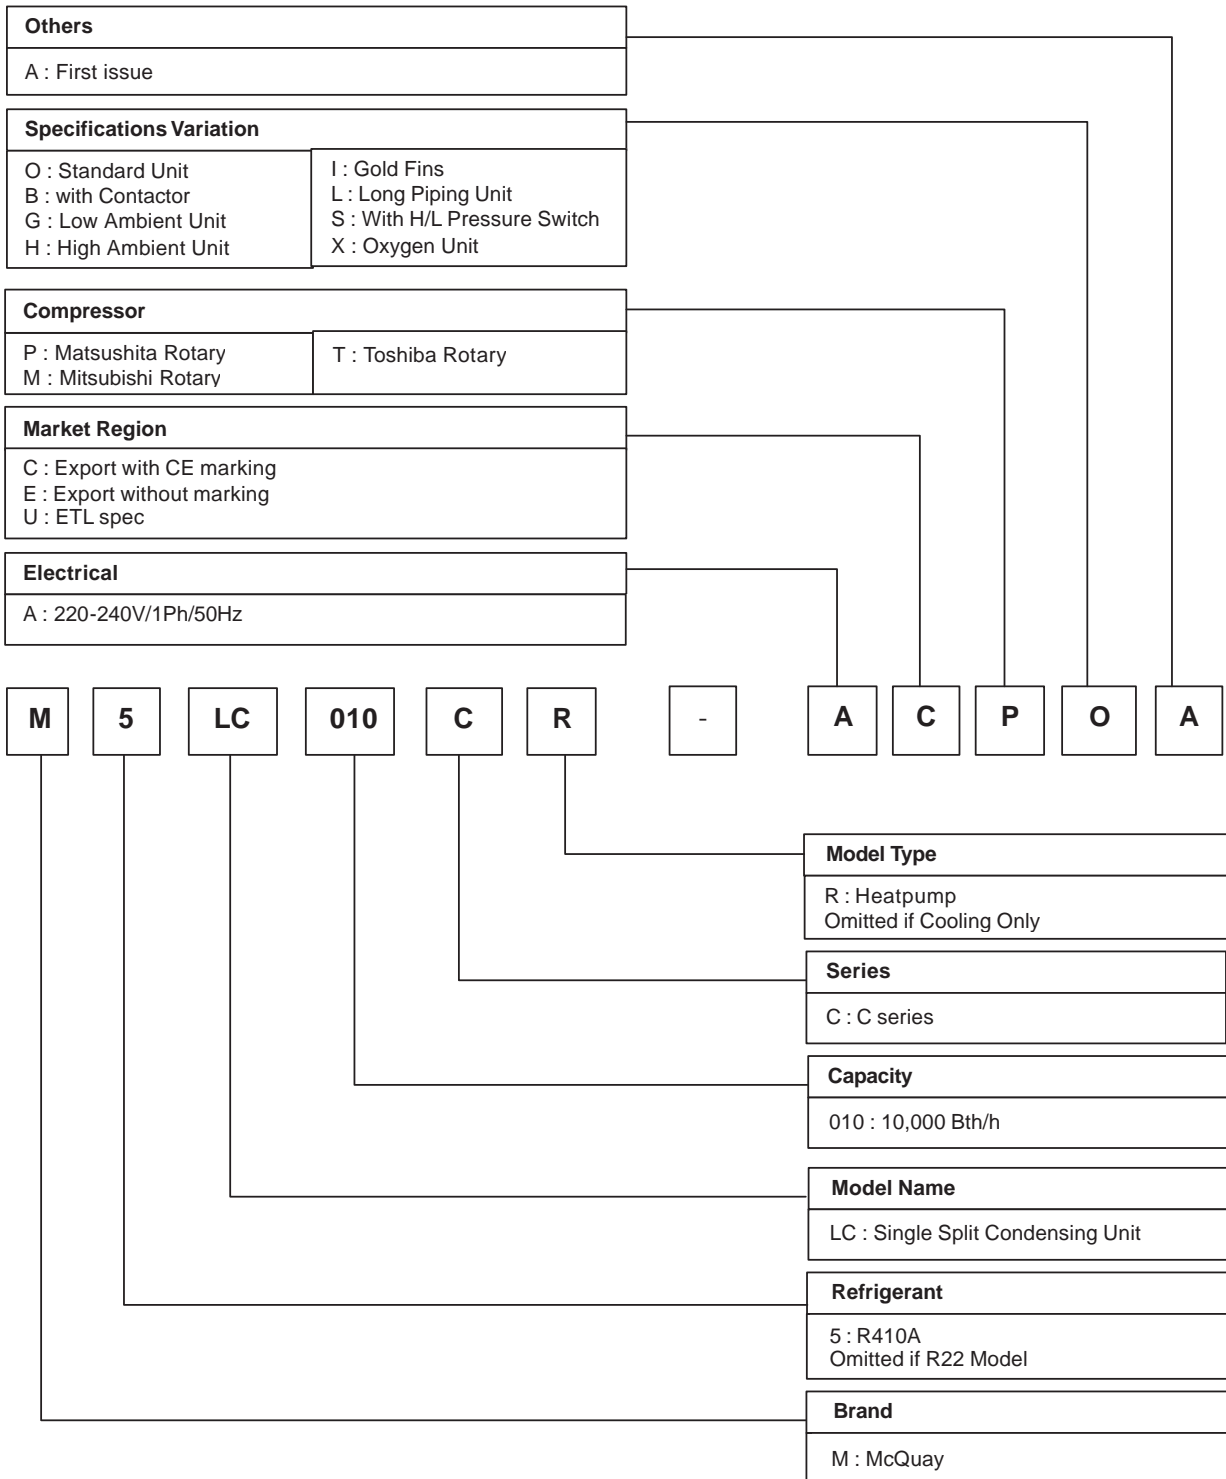 Others
A : First issue
Specifications Variation
O : Standard Unit
B : with Contactor
G : Low Ambient Unit
H : High Ambient Unit
I : Gold Fins
L : Long Piping Unit
S : With H/L Pressure Switch
X : Oxygen Unit
Compressor
P : Matsushita Rotary
M : Mitsubishi Rotary
T : Toshiba Rotary
Market Region
C : Export with CE marking
E : Export without marking
U : ETL spec
Electrical
A : 220-240V/1Ph/50Hz
M 5 LC 010 C R - A C P O A
Model Type
R : Heatpump
Omitted if Cooling Only
Series
C : C series
Capacity
010 : 10,000 Bth/h
Model Name
LC : Single Split Condensing Unit
Refrigerant
5 : R410A
Omitted if R22 Model
Brand
M : McQuay